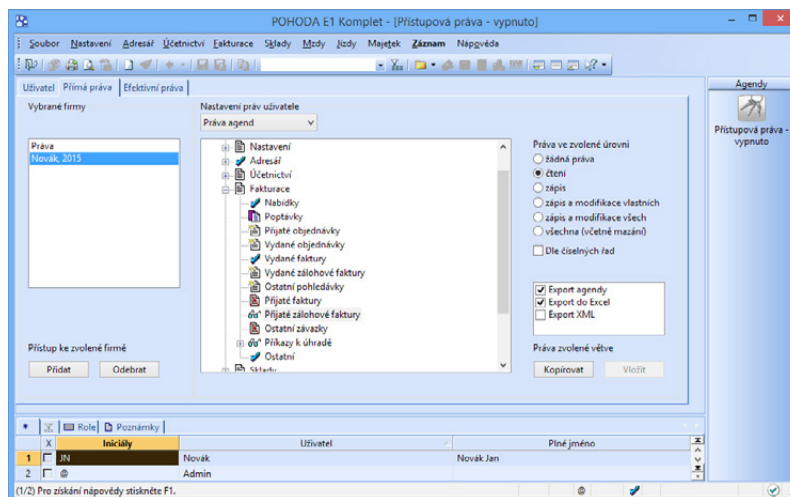 POHODA E1 Komplet - [Přístupová práva - vypnuto]
Soubor Nastavení Adresář Účetnictví Fakturace Sklady Mzdy Jízdy Majetek Záznam Nápověda
Uživatel Přímá práva Efektivní práva
Agendy
Přístupová práva -
vypnuto
Vybrané firmy
Práva
Novák, 2015
Přístup ke zvolené firmě
Přidat Odebrat
Nastavení práv uživatele
Práva agend
Nastavení
Adresář
Účetnictví
Fakturace
Nabídky
Poptávky
Přijaté objednávky
Vydané objednávky
Vydané faktury
Vydané zálohové faktury
Ostatní pohledávky
Přijaté faktury
Přijaté zálohové faktury
Ostatní závazky
Příkazy k úhradě
Ostatní
Sklady
Práva ve zvolené úrovni
žádná práva
čtení
zápis
zápis a modifikace vlastních
zápis a modifikace všech
všechna (včetně mazání)
Dle číselných řad
Export agendy
Export do Excel
Export XML
Práva zvolené větve
Kopírovat Vložit
* Role Poznámky
X Iniciály Uživatel Plné jméno
1 JN Novák Novák Jan
2 @ Admin
(1/2) Pro získání nápovědy stiskněte F1. @